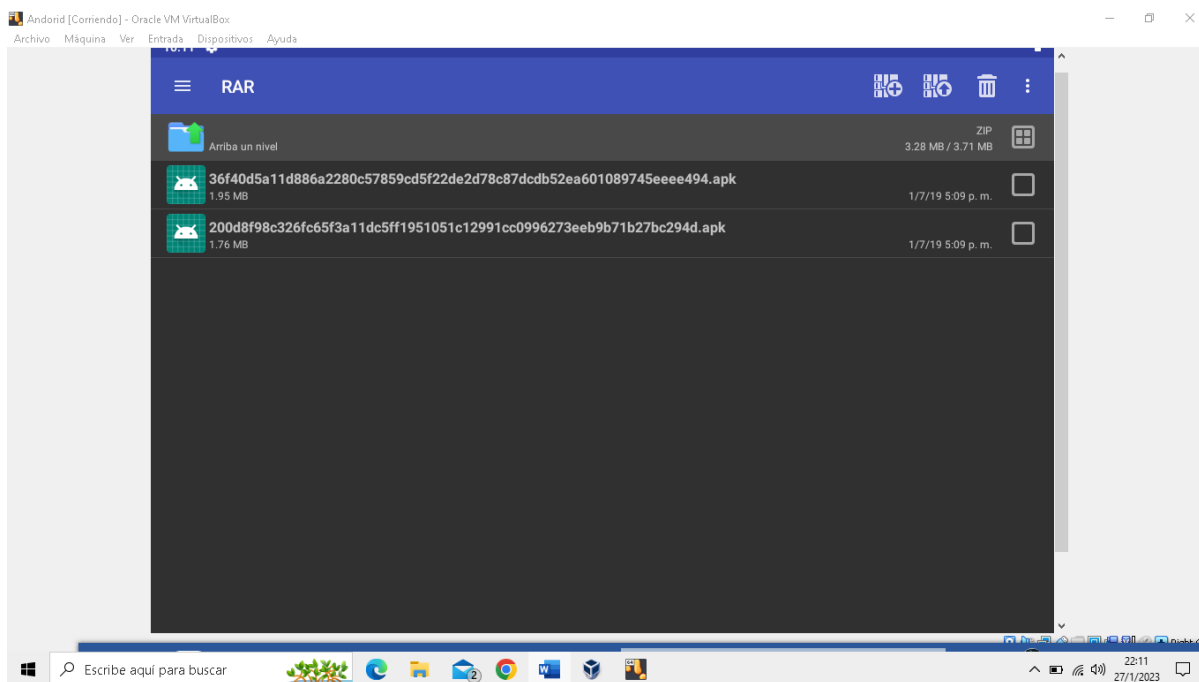 Andorid [Corriendo] - Oracle VM VirtualBox
Archivo Máquina Ver Entrada Dispositivos Ayuda
RAR
Arriba un nivel
ZIP
3.28 MB / 3.71 MB
36f40d5a11d886a2280c57859cd5f22de2d78c87dcdb52ea601089745eeee494.apk
1.95 MB
1/7/19 5:09 p. m.
200d8f98c326fc65f3a11dc5ff1951051c12991cc0996273eeb9b71b27bc294d.apk
1.76 MB
1/7/19 5:09 p. m.
Escribe aquí para buscar
2
22:11
27/1/2023